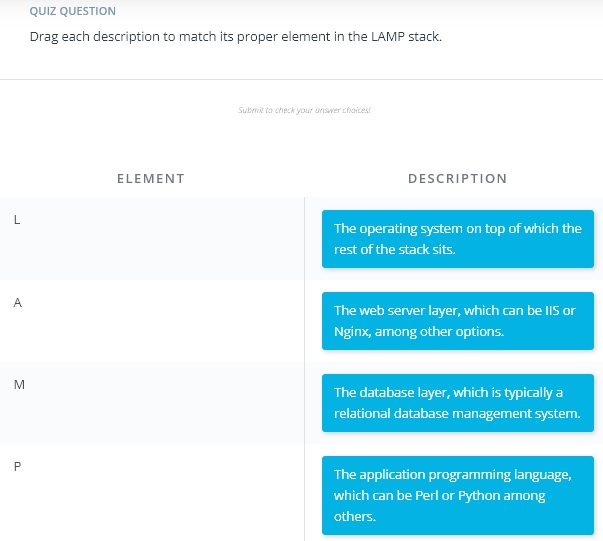 QUIZ QUESTION
Drag each description to match its proper element in the LAMP stack.
Submit to check your answer choices!
ELEMENT
DESCRIPTION
L
The operating system on top of which the
rest of the stack sits.
A
The web server layer, which can be IIS or
Nginx, among other options.
M
The database layer, which is typically a
relational database management system.
P
The application programming language,
which can be Perl or Python among
others.